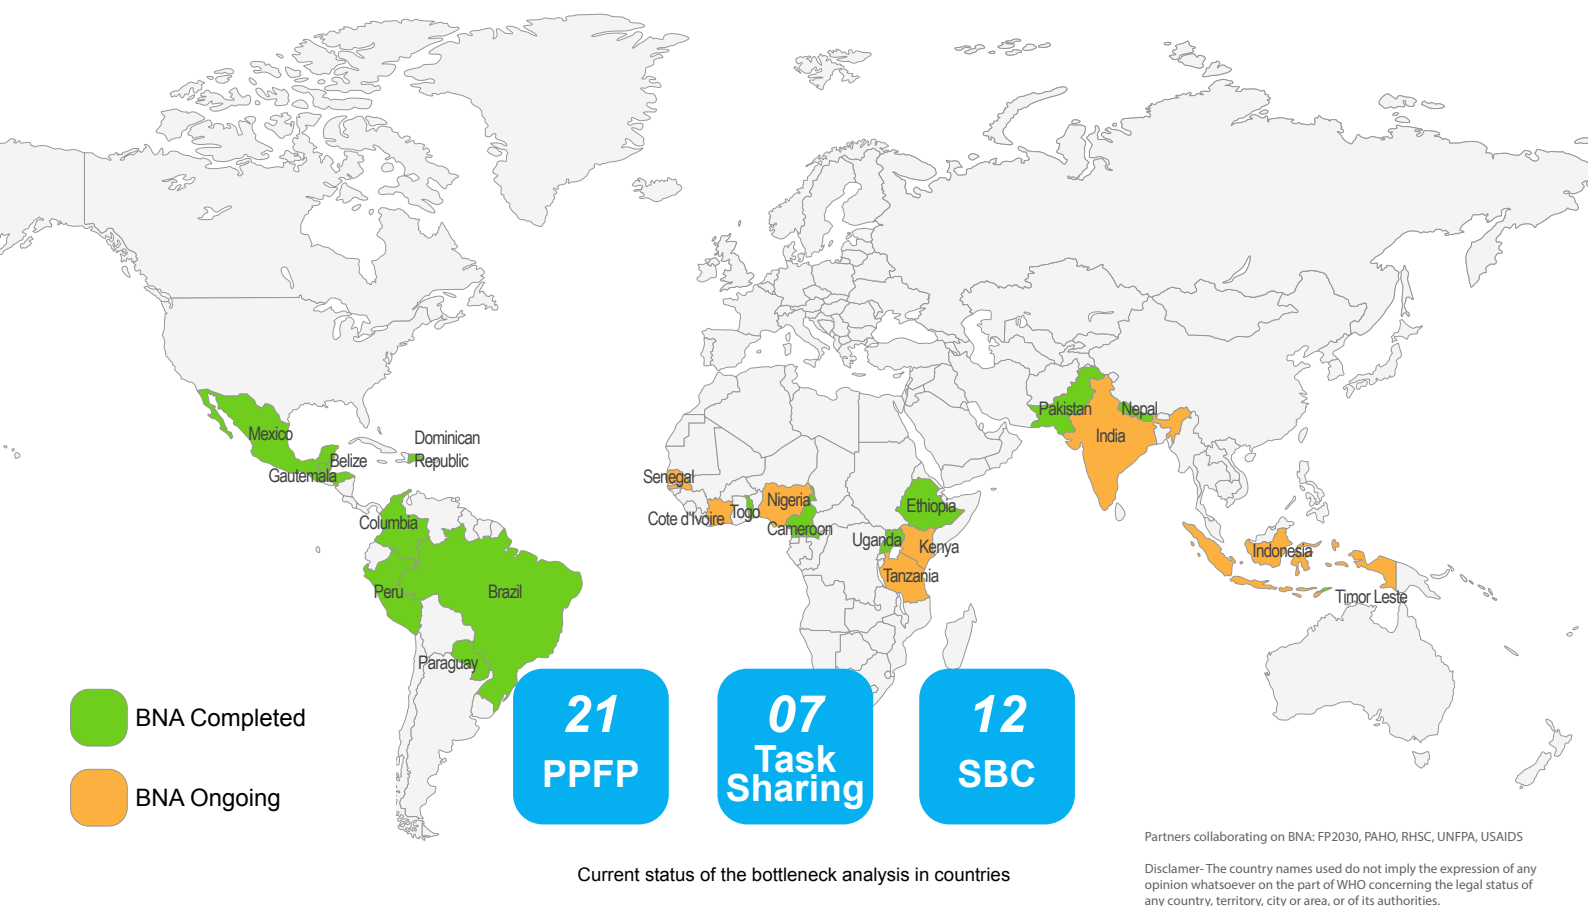 Mexico
Gautemala
Belize
Dominican
Republic
Columbia
Peru
Brazil
Paraguay
Senegal
Cote d'Ivoire
Togo
Nigeria
Cameroon
Ethiopia
Uganda
Kenya
Tanzania
Pakistan
Nepal
India
Indonesia
Timor Leste
BNA Completed
BNA Ongoing
21
PPFP
07
Task
Sharing
12
SBC
Current status of the bottleneck analysis in countries
Partners collaborating on BNA: FP2030, PAHO, RHSC, UNFPA, USAIDS
Disclamer- The country names used do not imply the expression of any
opinion whatsoever on the part of WHO concerning the legal status of
any country, territory, city or area, or of its authorities.